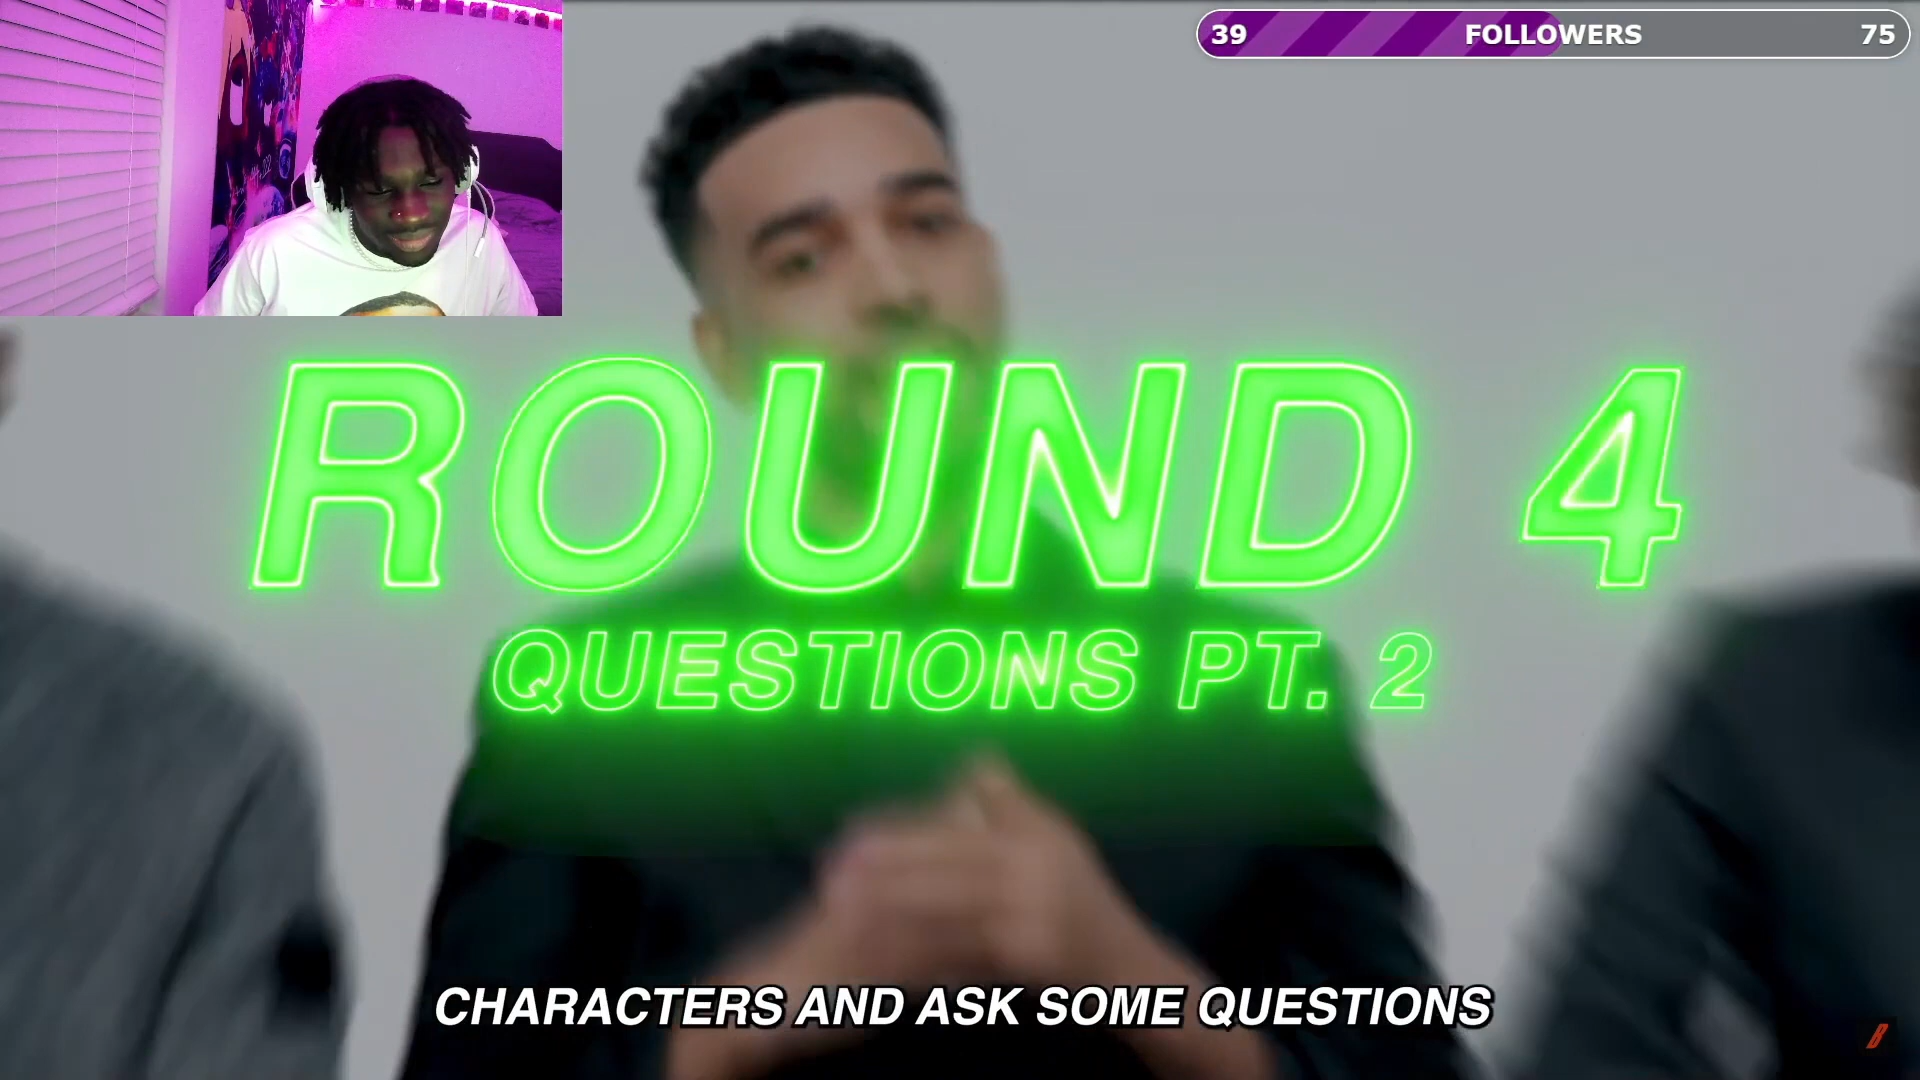 39 FOLLOWERS 75
ROUND 4
QUESTIONS PT. 2
CHARACTERS AND ASK SOME QUESTIONS